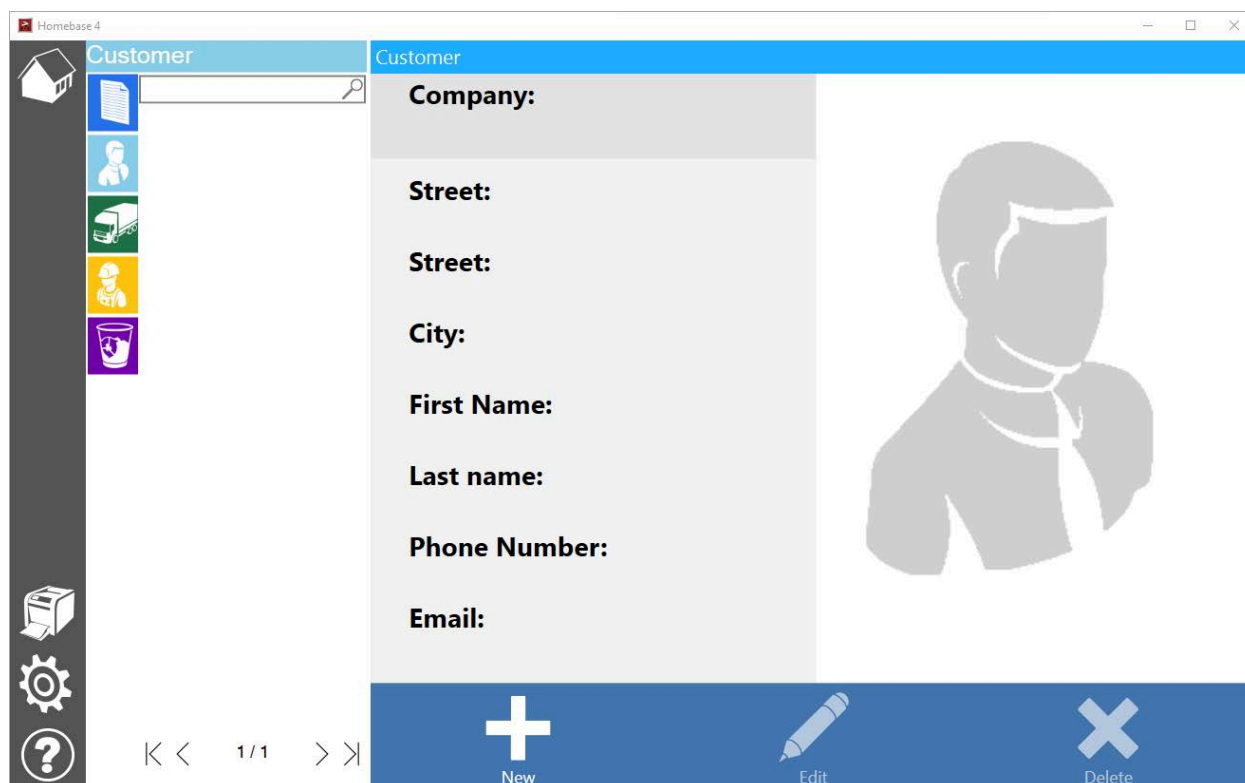 Homebase 4
Customer
Customer
Company:
Street:
Street:
City:
First Name:
Last name:
Phone Number:
Email:
1 / 1
New
Edit
Delete